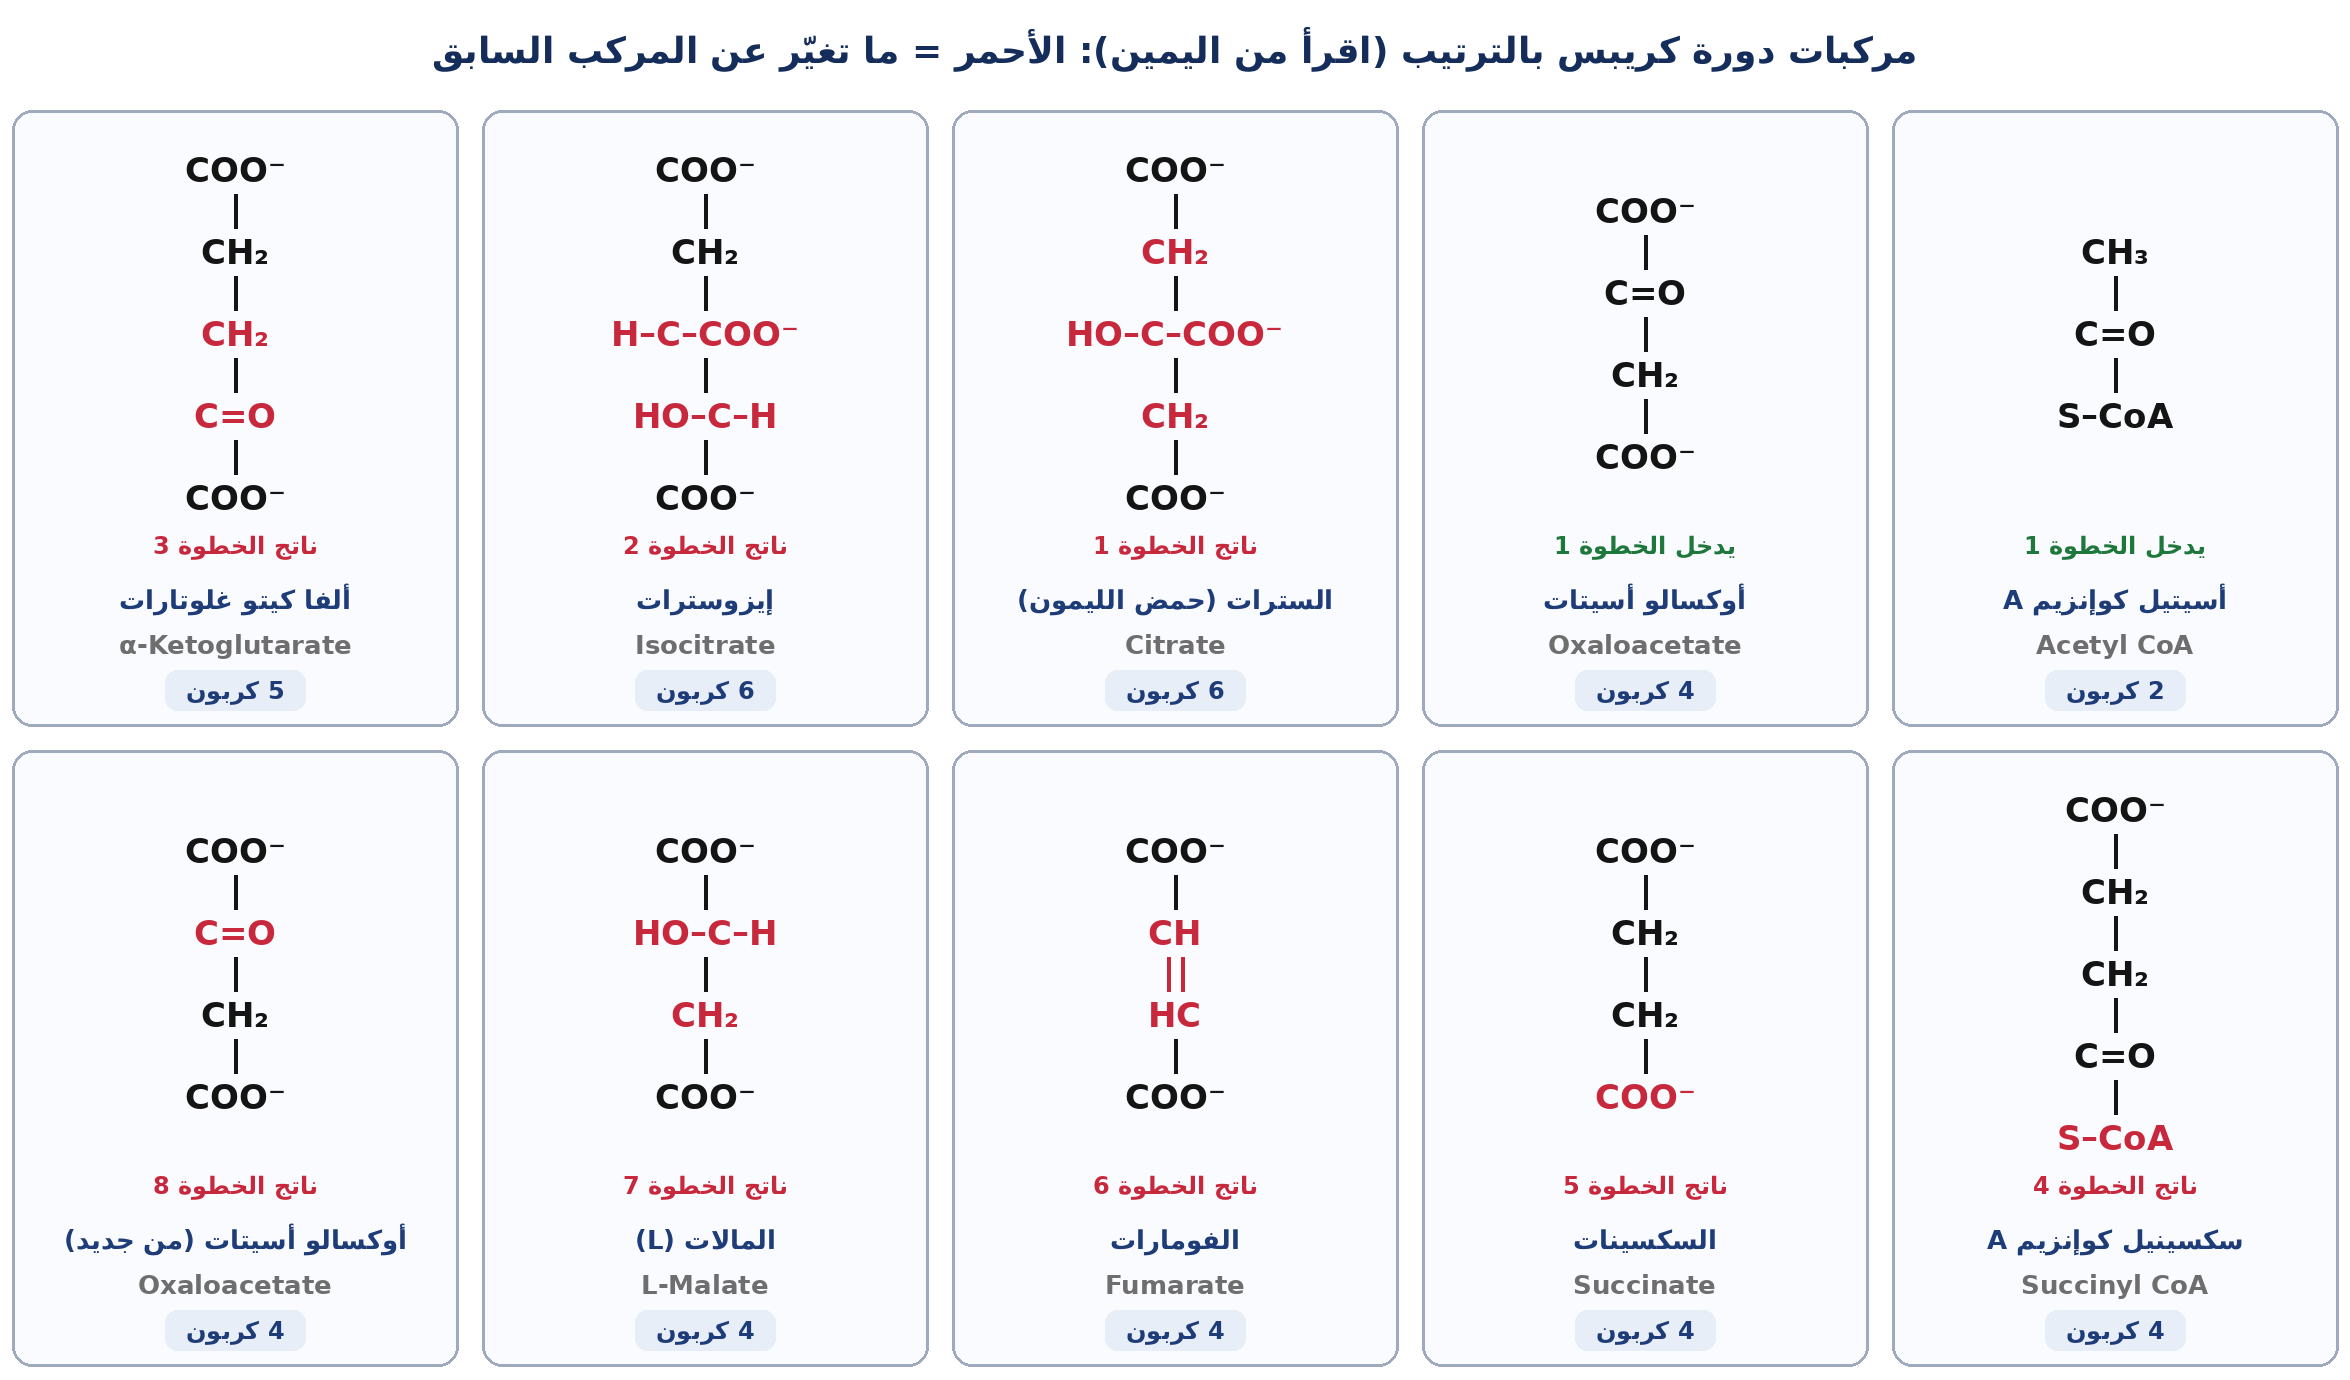 مركبات دورة كريبس بالترتيب (اقرأ من اليمين): الأحمر = ما تغيّر عن المركب السابق
CH₃
C=O
S–CoA
يدخل الخطوة 1
أسيتيل كوإنزيم A
Acetyl CoA
2 كربون
COO⁻
C=O
CH₂
COO⁻
يدخل الخطوة 1
أوكسالو أسيتات
Oxaloacetate
4 كربون
COO⁻
CH₂
HO–C–COO⁻
CH₂
COO⁻
ناتج الخطوة 1
السترات (حمض الليمون)
Citrate
6 كربون
COO⁻
CH₂
H–C–COO⁻
HO–C–H
COO⁻
ناتج الخطوة 2
إيزوسترات
Isocitrate
6 كربون
COO⁻
CH₂
CH₂
C=O
COO⁻
ناتج الخطوة 3
ألفا كيتو غلوتارات
α-Ketoglutarate
5 كربون
COO⁻
CH₂
CH₂
C=O
S–CoA
ناتج الخطوة 4
سكسينيل كوإنزيم A
Succinyl CoA
4 كربون
COO⁻
CH₂
CH₂
COO⁻
ناتج الخطوة 5
السكسينات
Succinate
4 كربون
COO⁻
CH
HC
COO⁻
ناتج الخطوة 6
الفومارات
Fumarate
4 كربون
COO⁻
HO–C–H
CH₂
COO⁻
ناتج الخطوة 7
المالات (L)
L-Malate
4 كربون
COO⁻
C=O
CH₂
COO⁻
ناتج الخطوة 8
أوكسالو أسيتات (من جديد)
Oxaloacetate
4 كربون